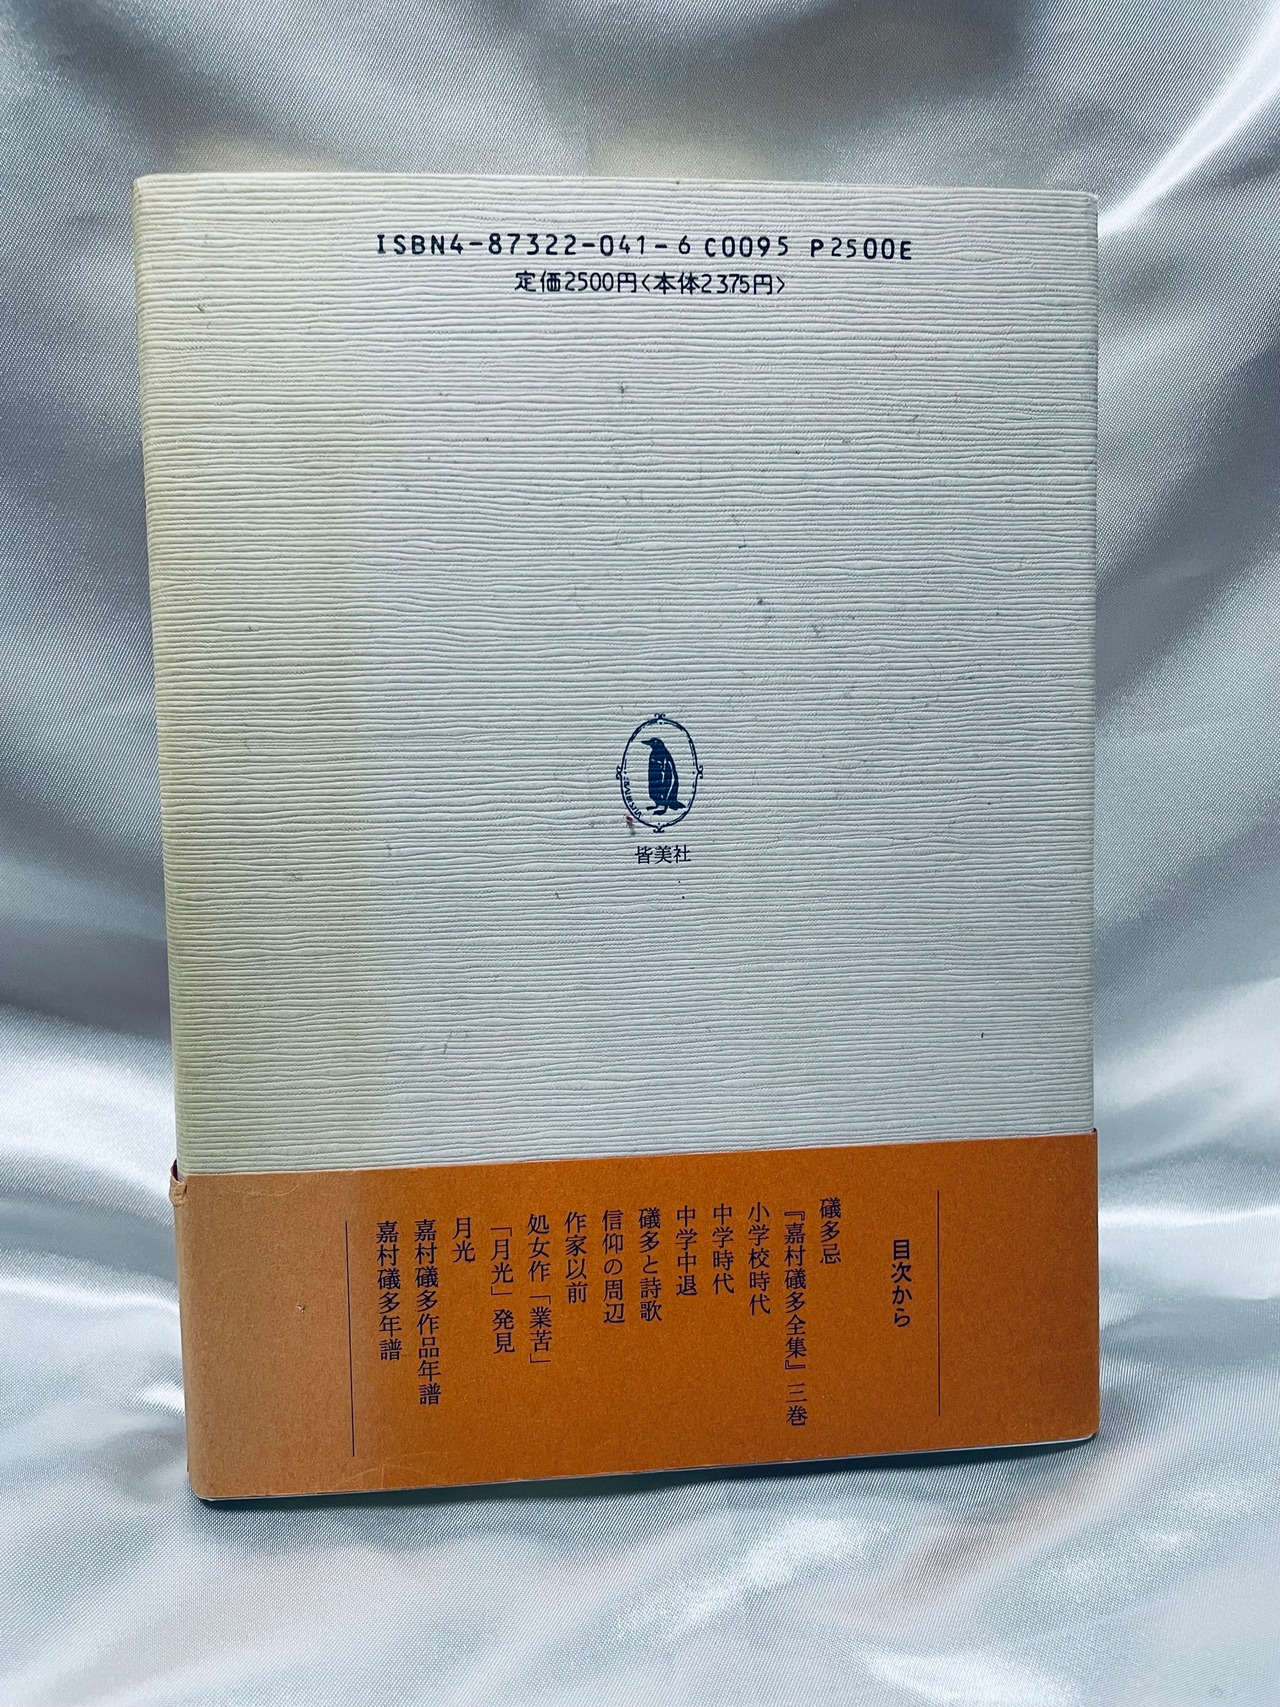 ISBN4-87322-041-6 C0095 P2500E
定価2500円〈本体2375円〉
皆美社
目次から
礒多忌
『嘉村礒多全集』三巻
小学校時代
中学時代
中学中退
礒多と詩歌
信仰の周辺
作家以前
処女作「業苦」
「月光」発見
月光
嘉村礒多作品年譜
嘉村礒多年譜